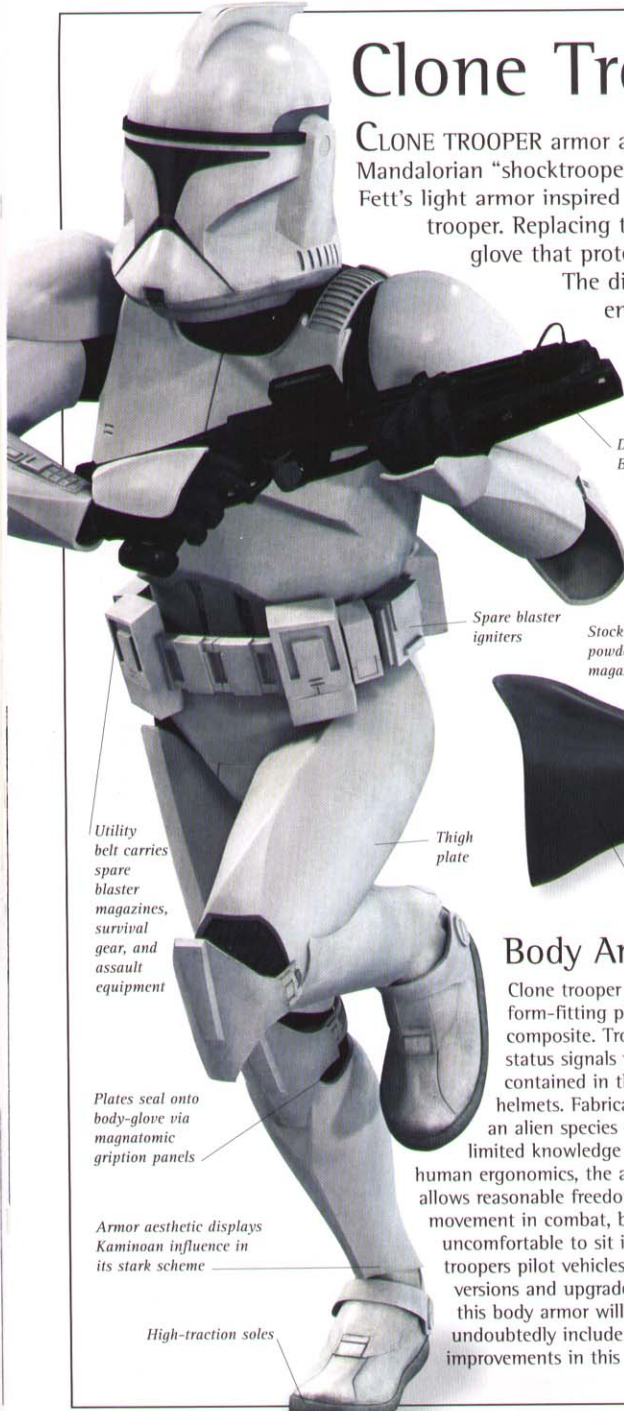 Clone Tro
CLONE TROOPER armor a
Mandalorian "shocktroope
Fett's light armor inspired
trooper. Replacing t
glove that prote
The di
en
D
E
Spare blaster
igniters
Stock
powde
maga
Utility
belt carries
spare
blaster
magazines,
survival
gear, and
assault
equipment
Thigh
plate
Plates seal onto
body-glove via
magnatomic
gription panels
Armor aesthetic displays
Kaminoan influence in
its stark scheme
High-traction soles
Body Ar
Clone trooper
form-fitting p
composite. Tro
status signals
contained in th
helmets. Fabrica
an alien species
limited knowledge
human ergonomics, the a
allows reasonable freedo
movement in combat, b
uncomfortable to sit i
troopers pilot vehicles
versions and upgrade
this body armor will
undoubtedly include
improvements in this